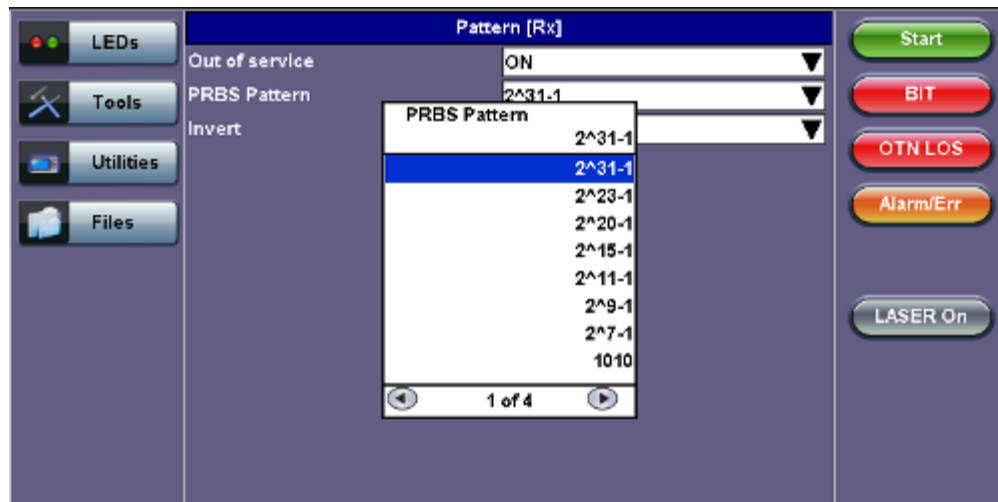 LEDs
Tools
Utilities
Files
Pattern [Rx]
Out of service
ON
PRBS Pattern
2^31-1
Invert
PRBS Pattern
2^31-1
2^31-1
2^23-1
2^20-1
2^15-1
2^11-1
2^9-1
2^7-1
1010
1 of 4
Start
BIT
OTN LOS
Alarm/Err
LASER On